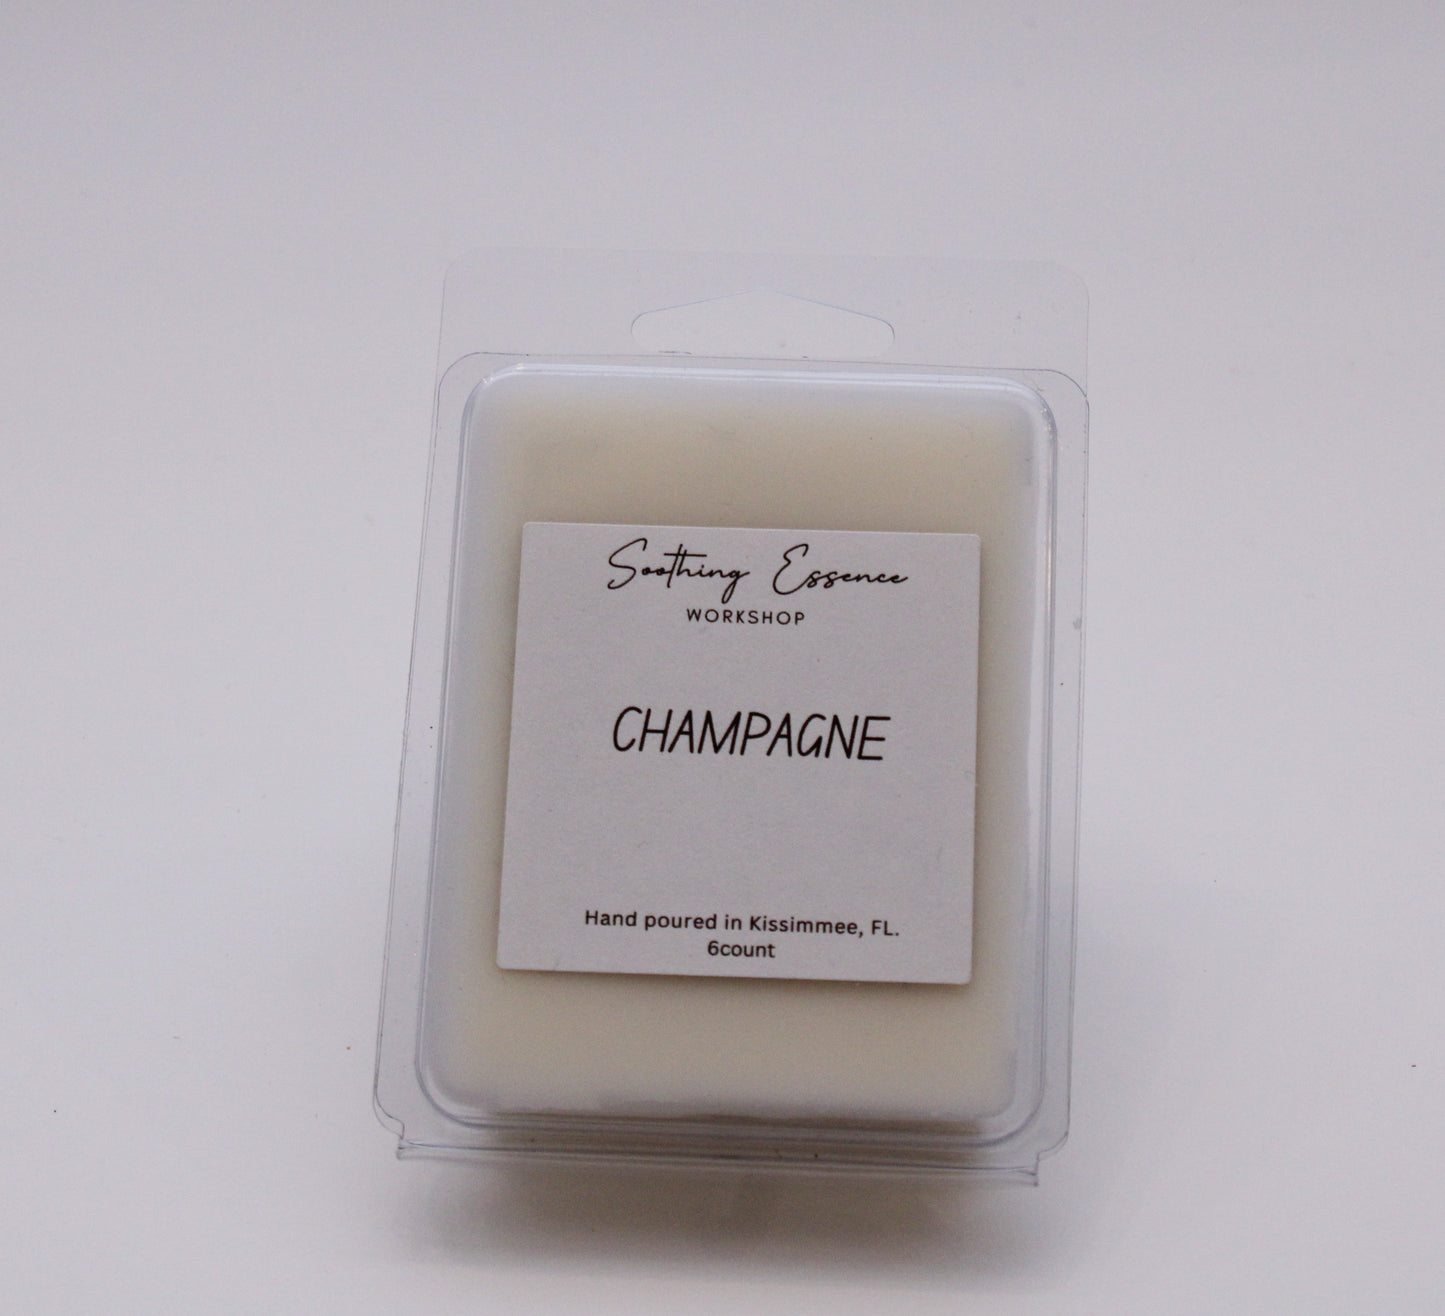 Soothing Essence
WORKSHOP
CHAMPAGNE
Hand poured in Kissimmee, FL.
6count